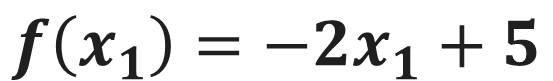 f(x₁) = −2x₁ + 5